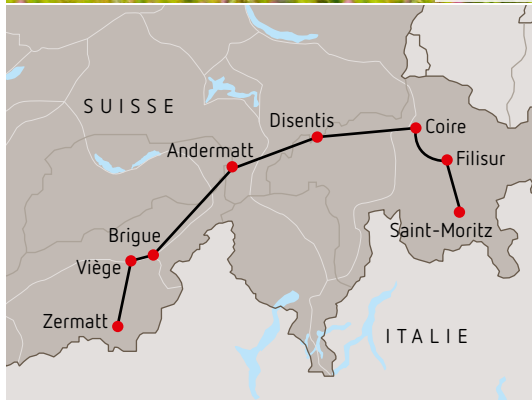 SUISSE
Disentis
Coire
Andermatt
Filisur
Saint-Moritz
Brigue
Viège
Zermatt
ITALIE